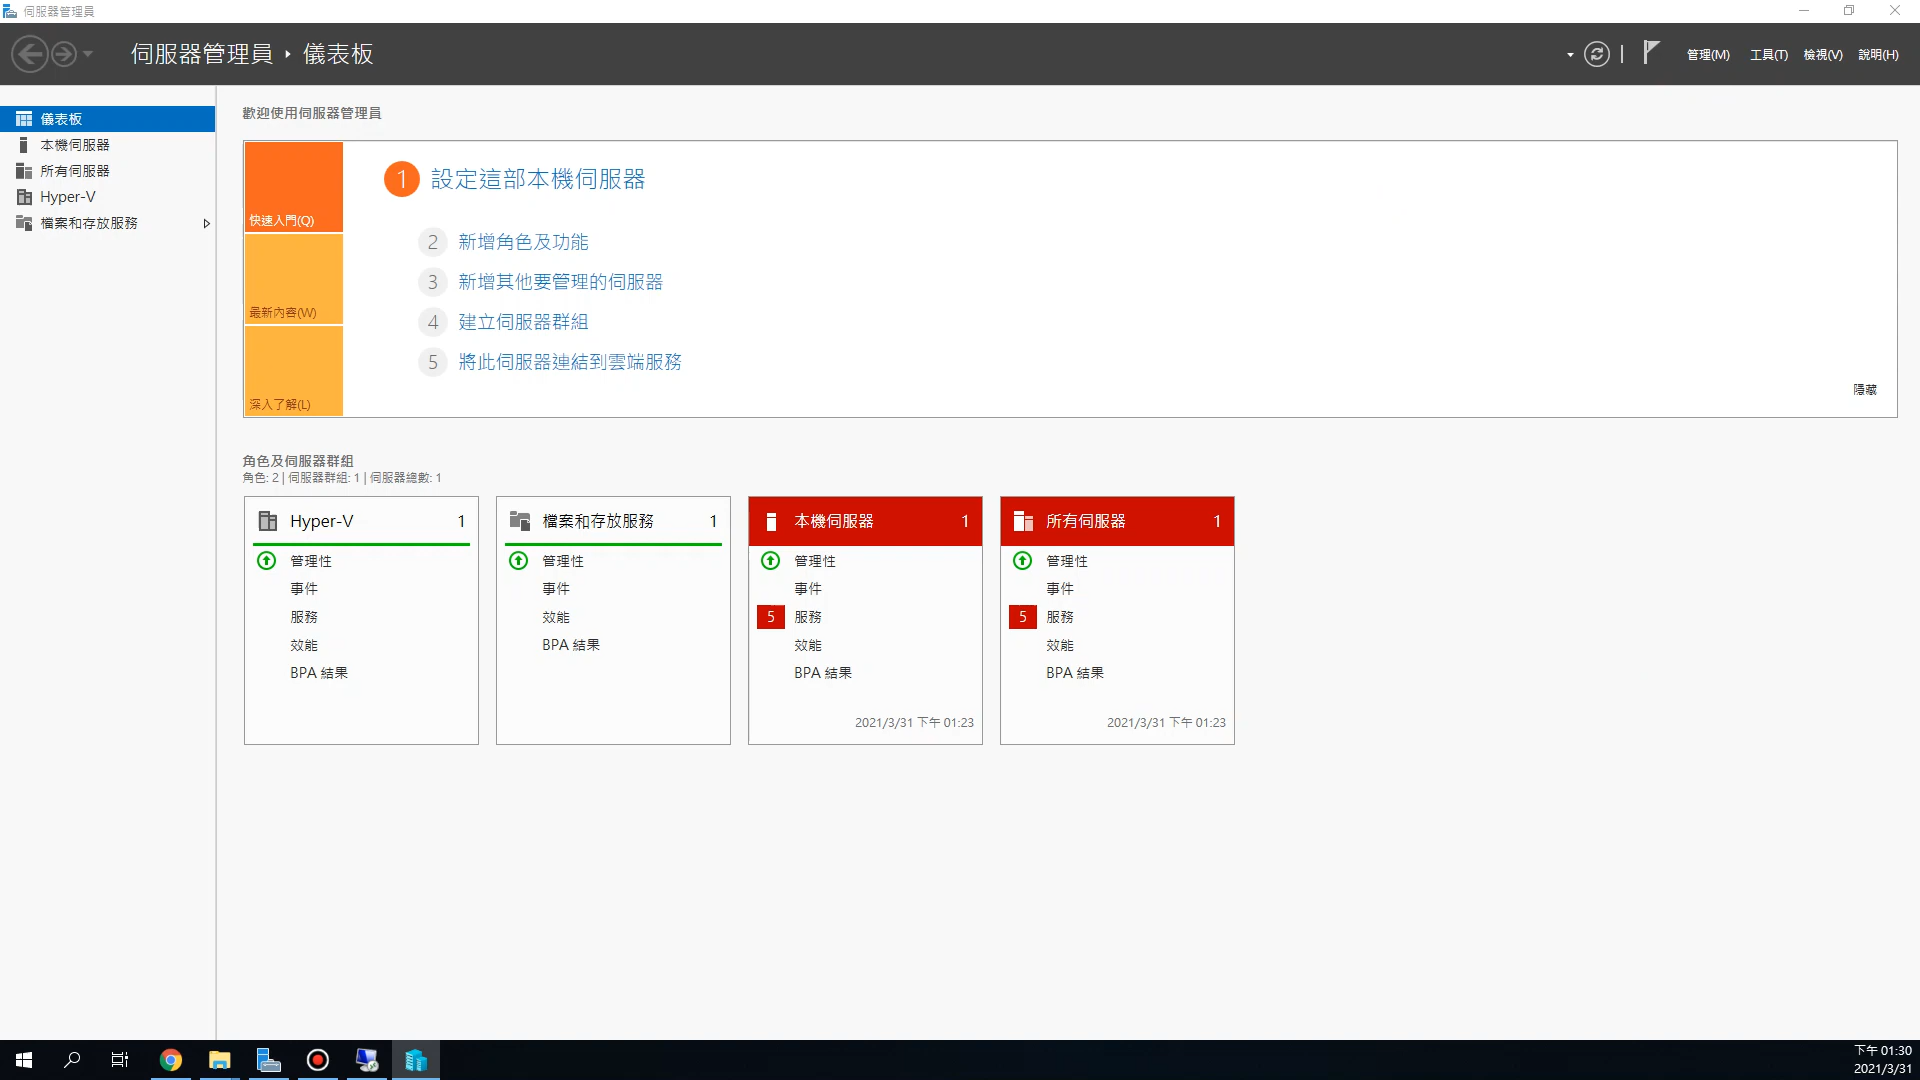 伺服器管理員
伺服器管理員 ‣ 儀表板
管理(M) 工具(T) 檢視(V) 說明(H)
儀表板
本機伺服器
所有伺服器
Hyper-V
檔案和存放服務
歡迎使用伺服器管理員
快速入門(Q)
最新內容(W)
深入了解(L)
1 設定這部本機伺服器
2 新增角色及功能
3 新增其他要管理的伺服器
4 建立伺服器群組
5 將此伺服器連結到雲端服務
隱藏
角色及伺服器群組
角色: 2 | 伺服器群組: 1 | 伺服器總數: 1
Hyper-V 1
管理性
事件
服務
效能
BPA 結果
檔案和存放服務 1
管理性
事件
效能
BPA 結果
本機伺服器 1
管理性
事件
5 服務
效能
BPA 結果
2021/3/31 下午 01:23
所有伺服器 1
管理性
事件
5 服務
效能
BPA 結果
2021/3/31 下午 01:23
下午 01:30
2021/3/31